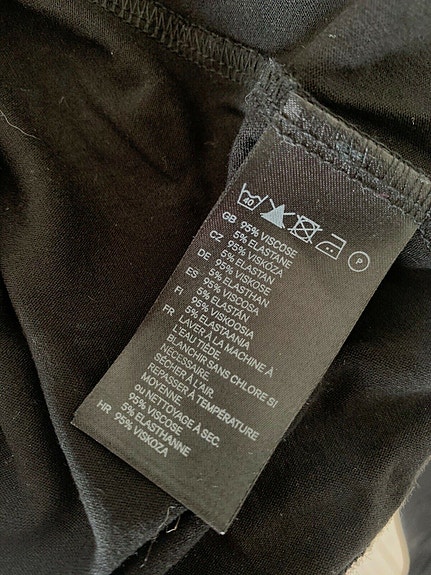 40
P
GB 95% VISCOSE
5% ELASTANE
CZ 95% VISKÓZA
5% ELASTAN
DE 95% VISKOSE
5% ELASTHAN
ES 95% VISCOSA
5% ELASTÁN
FI 95% VISKOOSIA
5% ELASTAANIA
FR LAVER À LA MACHINE À
L'EAU TIÈDE.
BLANCHIR SANS CHLORE SI
NÉCESSAIRE.
SÉCHER À L'AIR.
REPASSER À TEMPÉRATURE
MOYENNE.
OU NETTOYAGE À SEC.
95% VISCOSE
5% ELASTHANNE
HR 95% VISKOZA